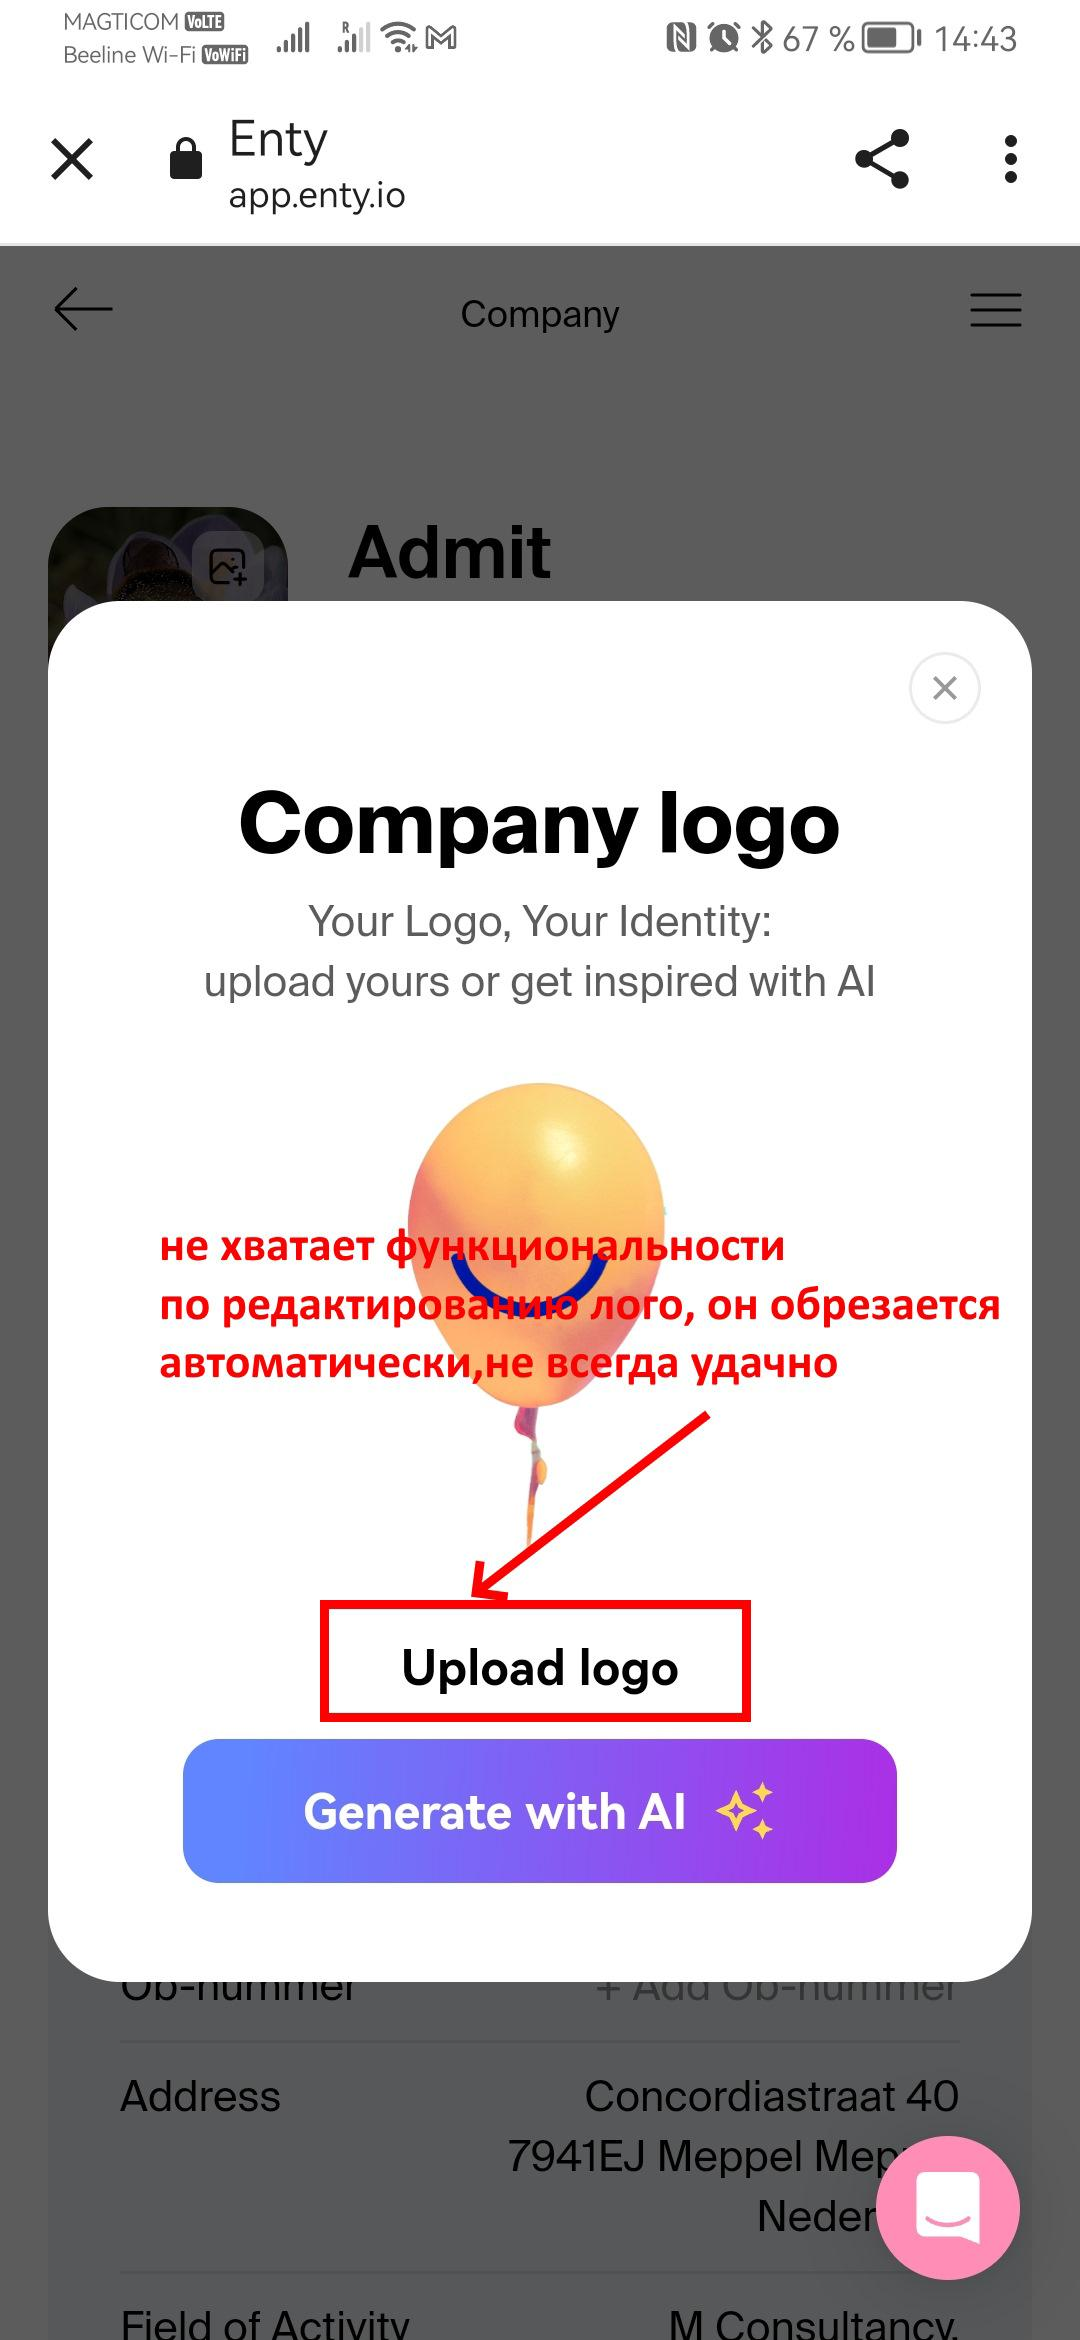 MAGTICOM VoLTE
Beeline Wi-Fi VoWiFi
R
67 %
14:43
Enty
app.enty.io
Company
Admit
Company logo
Your Logo, Your Identity:
upload yours or get inspired with AI
не хватает функциональности
по редактированию лого, он обрезается
автоматически,не всегда удачно
Upload logo
Generate with AI
Ob-nummer
+ Add Ob-nummer
Address
Concordiastraat 40
7941EJ Meppel
Field of Activity
M Consultancy,